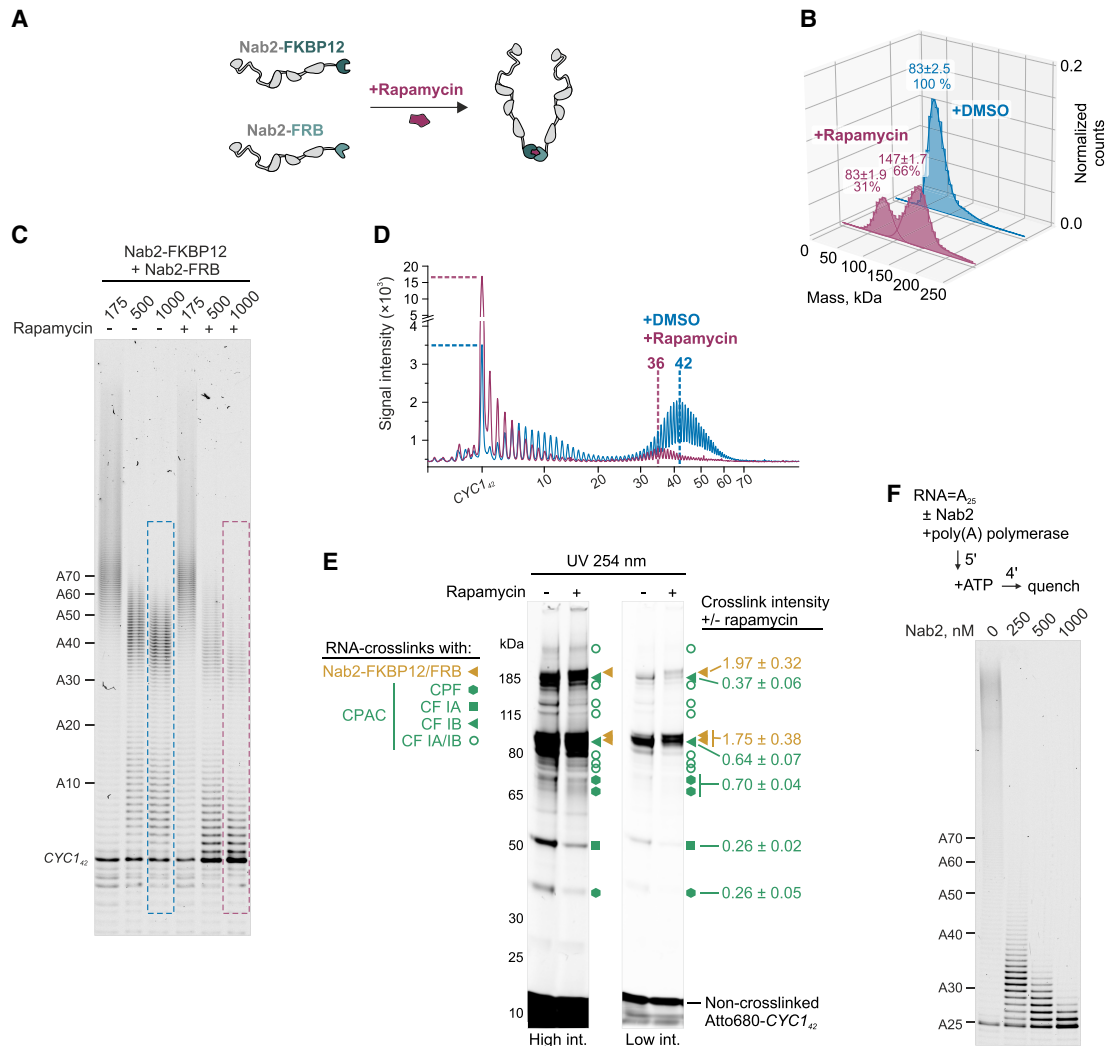 A
Nab2-FKBP12
+Rapamycin
Nab2-FRB
B
0.2
83±2.5
100 %
+DMSO
+Rapamycin
147±1.7
66%
83±1.9
31%
Normalized
counts
0.0
0
50
100
150
200
250
Mass, kDa
C
Nab2-FKBP12
+ Nab2-FRB
175 500 1000 175 500 1000
Rapamycin - - - + + +
A70
A60
A50
A40
A30
A20
A10
CYC1₄₂
D
Signal intensity (×10³)
20
17
15
10
5
4
3
2
1
+DMSO
+Rapamycin
36 42
CYC1₄₂ 10 20 30 40 50 60 70
E
UV 254 nm
Rapamycin - + - +
Crosslink intensity
+/- rapamycin
RNA-crosslinks with:
Nab2-FKBP12/FRB
CPAC
CPF
CF IA
CF IB
CF IA/IB
kDa
185
115
80
65
50
30
25
10
1.97 ± 0.32
0.37 ± 0.06
1.75 ± 0.38
0.64 ± 0.07
0.70 ± 0.04
0.26 ± 0.02
0.26 ± 0.05
Non-crosslinked
Atto680-CYC1₄₂
High int. Low int.
F
RNA=A₂₅
± Nab2
+poly(A) polymerase
5'
+ATP 4' quench
Nab2, nM 0 250 500 1000
A70
A60
A50
A40
A30
A25